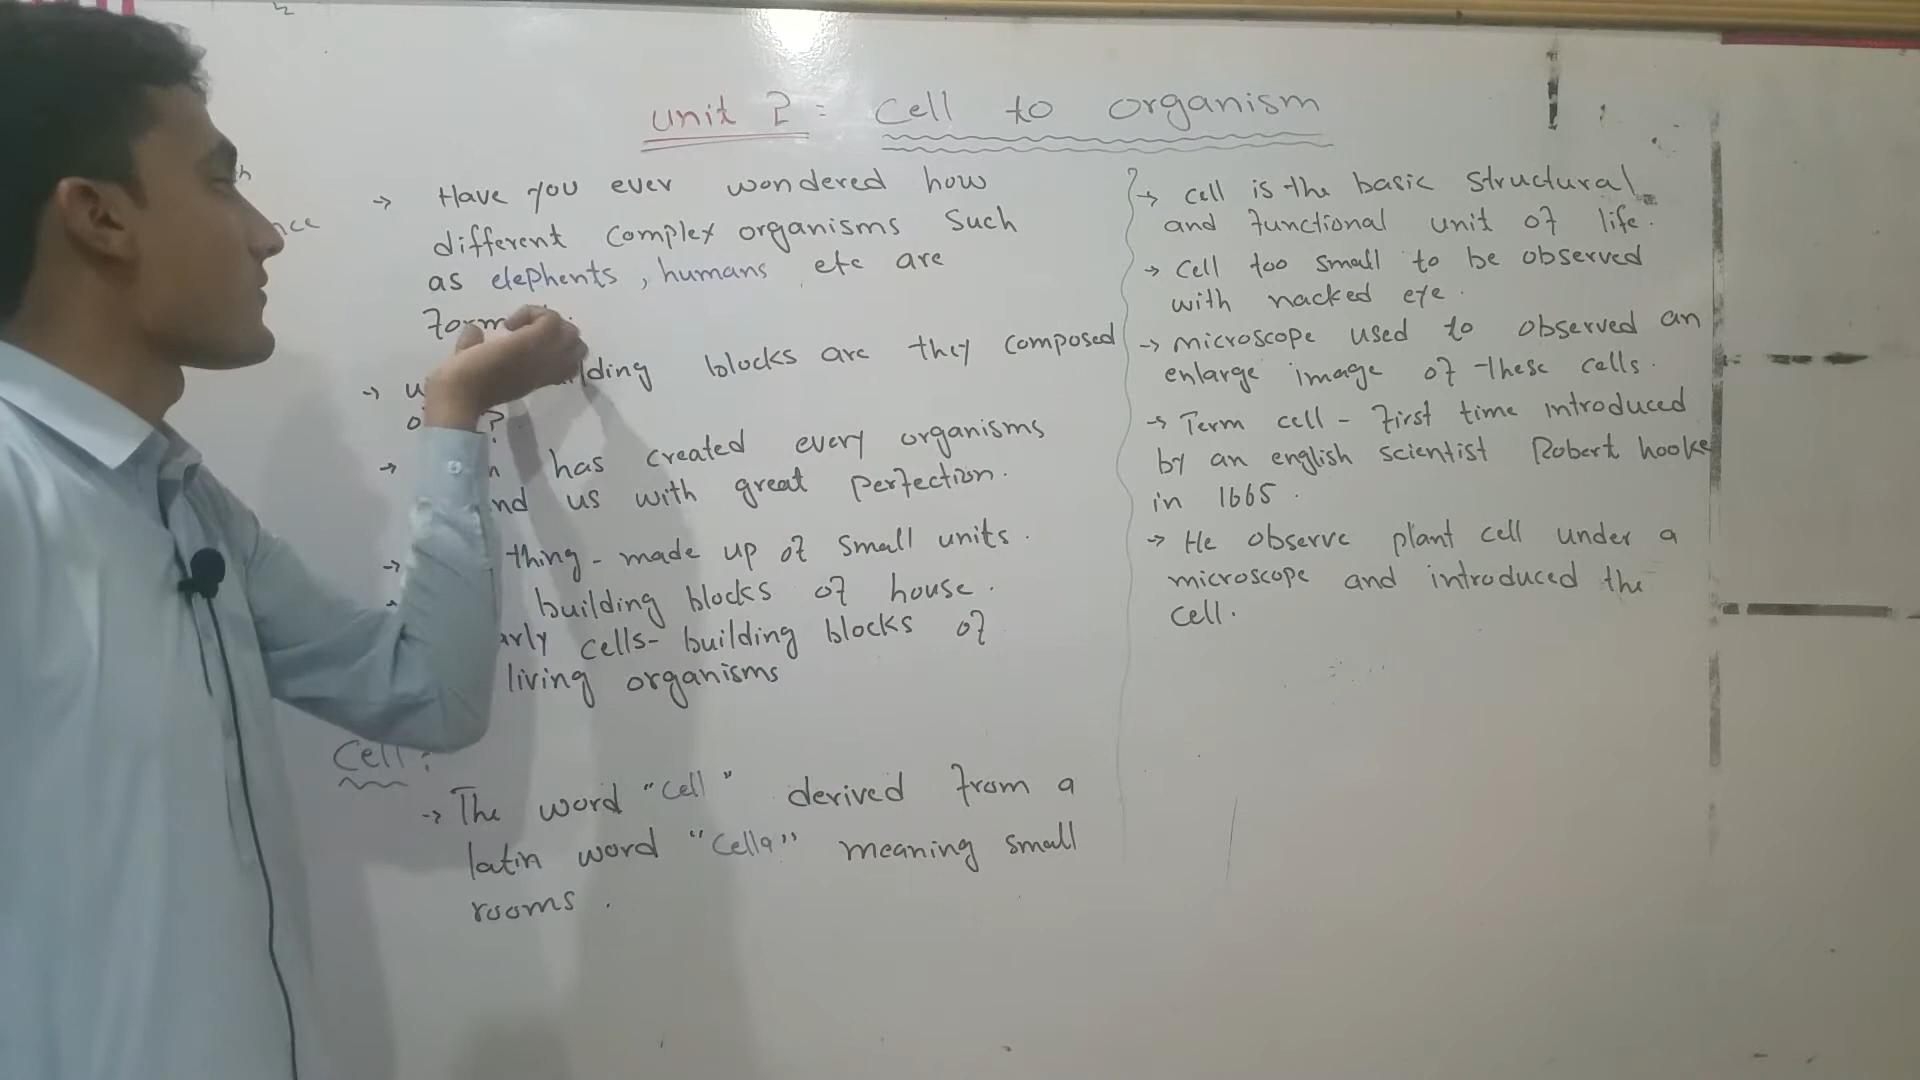 unit 2 : Cell to organism
→ Have you ever wondered how
different complex organisms such
as elephents, humans, etc are
→ building blocks are they composed
?
→ has created every organisms
us with great perfection.
→ thing - made up of small units.
building blocks of house.
cells - building blocks of
living organisms
Cell :
→ The word "cell" derived from a
latin word "Cella" meaning small
rooms.
→ cell is the basic structural
and functional unit of life.
→ cell too small to be observed
with nacked eye.
→ microscope used to observed an
enlarge image of these cells.
→ Term cell - first time introduced
by an english scientist Robert hooke
in 1665.
→ He observe plant cell under a
microscope and introduced the
cell.